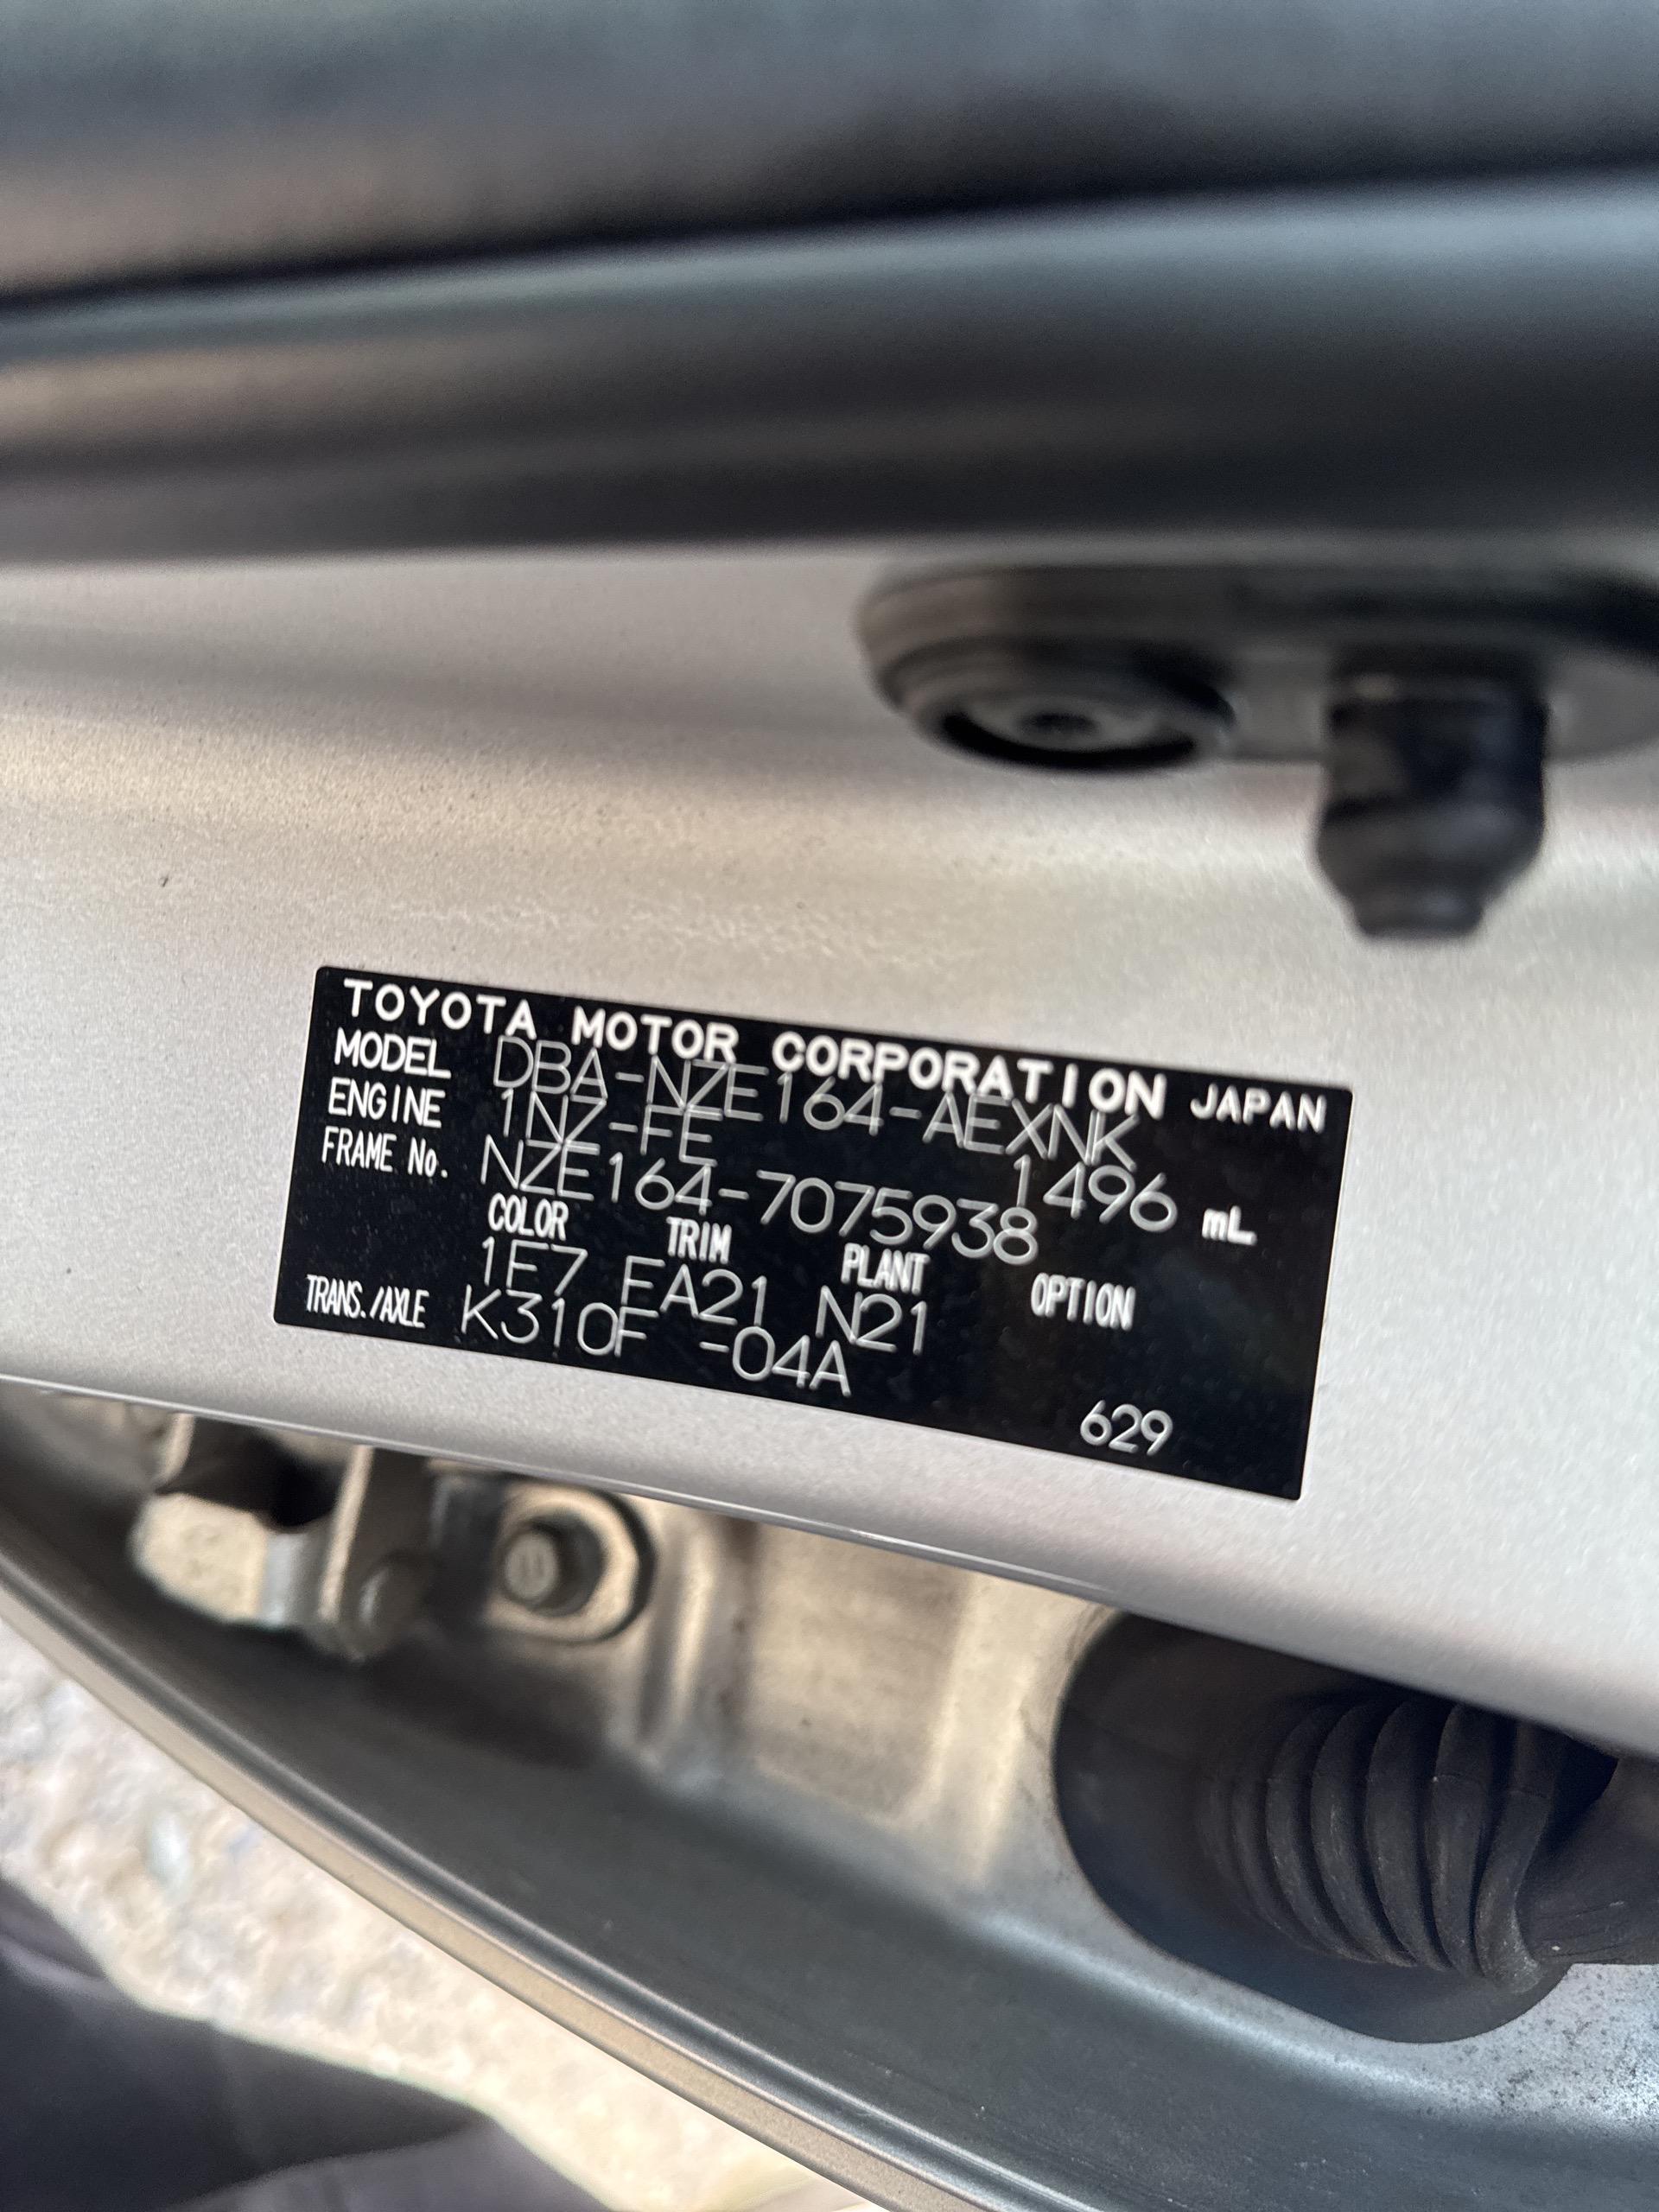 TOYOTA MOTOR CORPORATION JAPAN
MODEL DBA-NZE164-AEXNK
ENGINE 1NZ-FE 1496 mL
FRAME No. NZE164-7075938
COLOR TRIM PLANT OPTION
1E7 EA21 N21
TRANS./AXLE K310F -04A
629